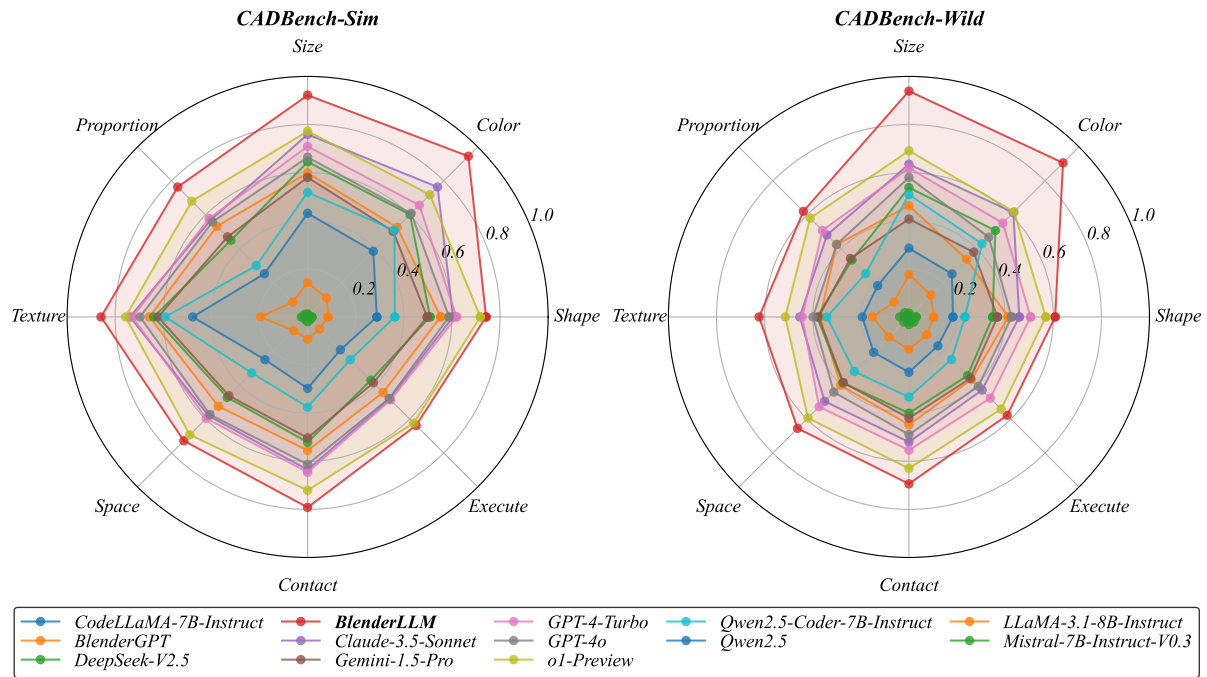 CADBench-Sim
CADBench-Wild
Size
Size
Proportion
Color
Proportion
Color
1.0
0.8
0.6
0.4
0.2
1.0
0.8
0.6
0.4
0.2
Texture
Shape
Texture
Shape
Space
Execute
Space
Execute
Contact
Contact
CodeLLaMA-7B-Instruct
BlenderLLM
GPT-4-Turbo
Qwen2.5-Coder-7B-Instruct
LLaMA-3.1-8B-Instruct
BlenderGPT
Claude-3.5-Sonnet
GPT-4o
Qwen2.5
Mistral-7B-Instruct-V0.3
DeepSeek-V2.5
Gemini-1.5-Pro
o1-Preview